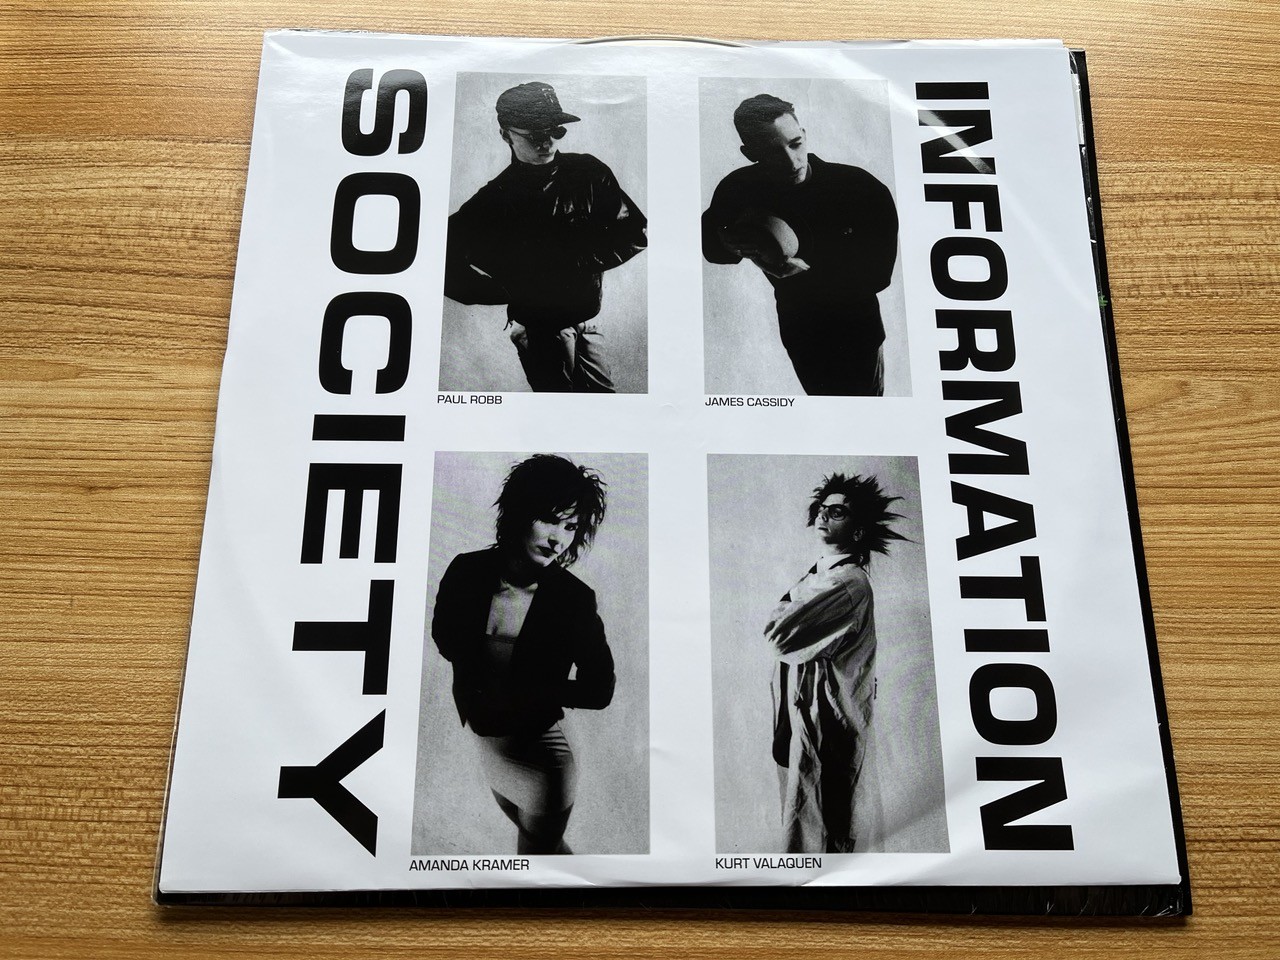 INFORMATION
SOCIETY
PAUL ROBB
JAMES CASSIDY
AMANDA KRAMER
KURT VALAQUEN